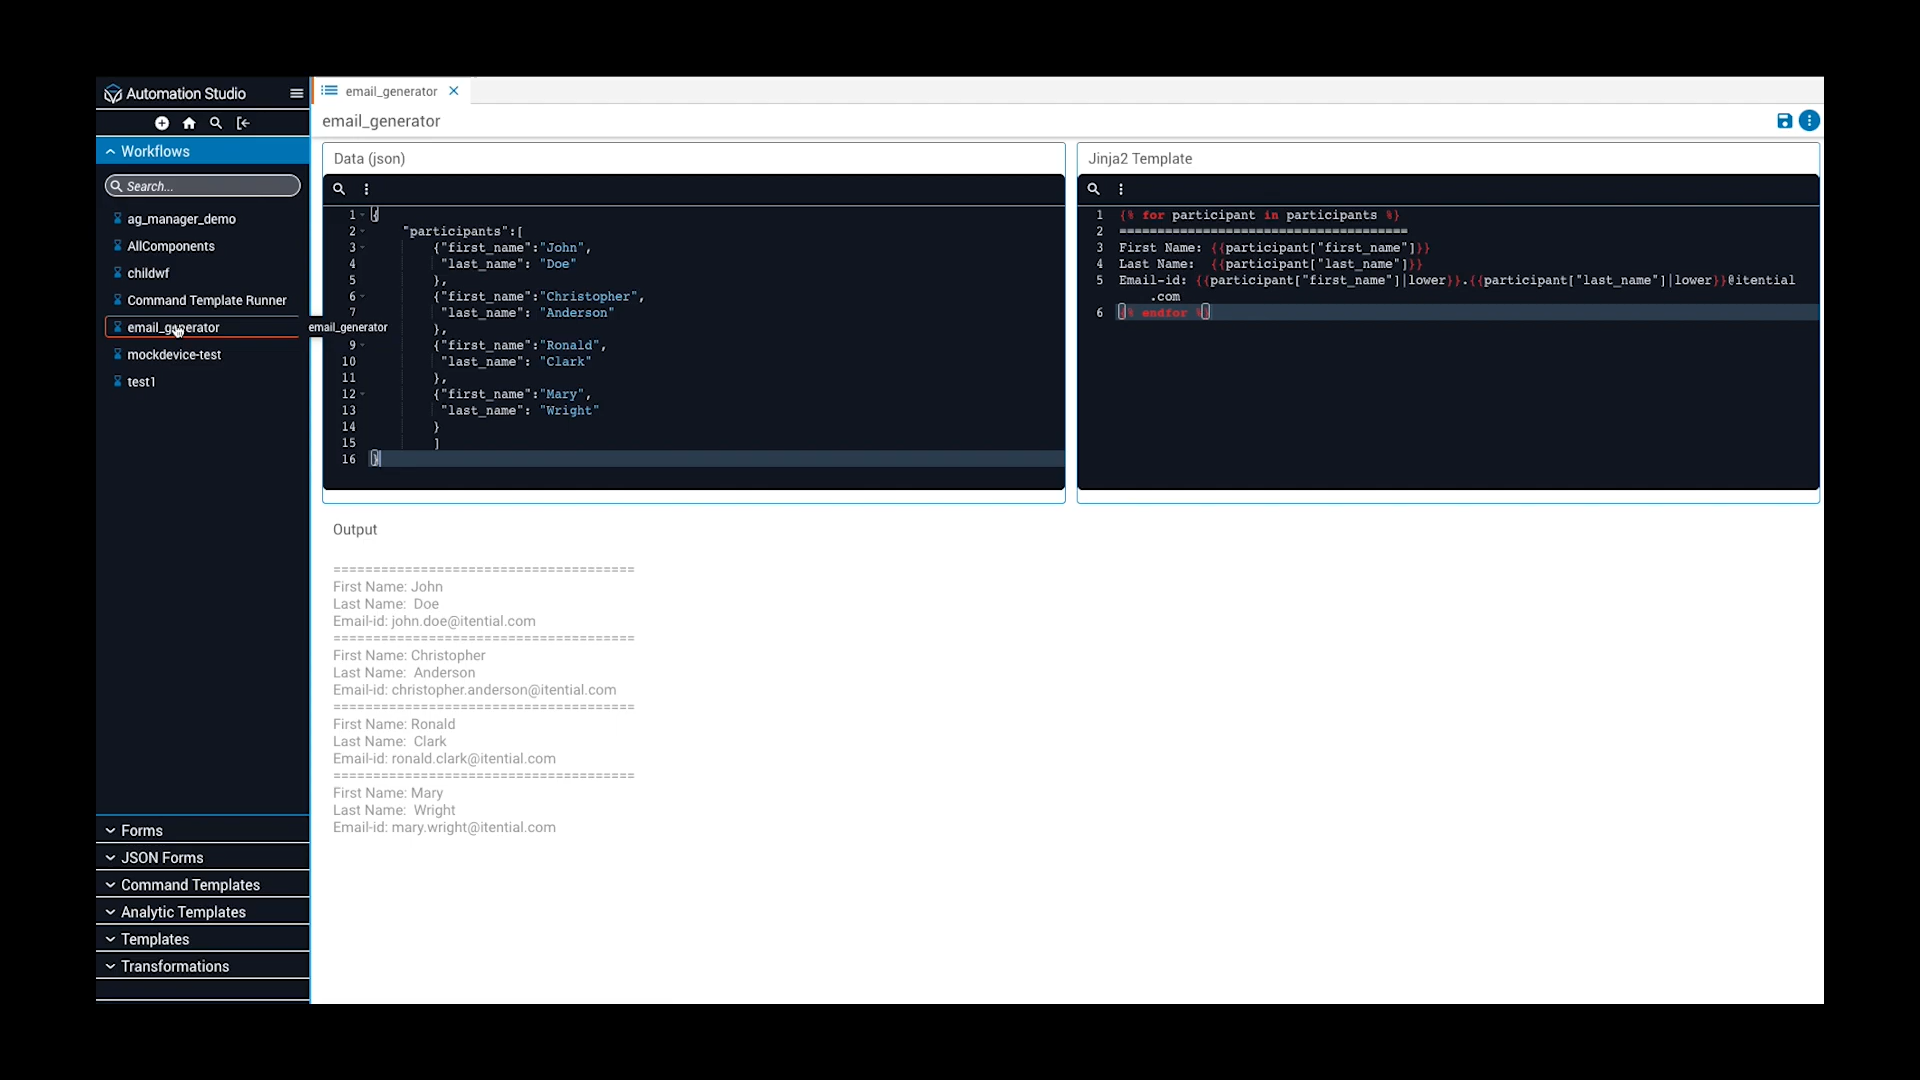 Automation Studio
Workflows
Search...
ag_manager_demo
AllComponents
childwf
Command Template Runner
email_generator
email_generator
mockdevice-test
test1
Forms
JSON Forms
Command Templates
Analytic Templates
Templates
Transformations
email_generator
email_generator
Data (json)
1 {
2 "participants":[
3 {"first_name":"John",
4 "last_name": "Doe"
5 },
6 {"first_name":"Christopher",
7 "last_name": "Anderson"
},
9 {"first_name":"Ronald",
10 "last_name": "Clark"
11 },
12 {"first_name":"Mary",
13 "last_name": "Wright"
14 }
15 ]
16 }
Jinja2 Template
1 {% for participant in participants %}
2 ======================================
3 First Name: {{participant["first_name"]}}
4 Last Name:  {{participant["last_name"]}}
5 Email-id: {{participant["first_name"]|lower}}.{{participant["last_name"]|lower}}@itential
.com
6 {% endfor %}
Output
======================================
First Name: John
Last Name:  Doe
Email-id: john.doe@itential.com
======================================
First Name: Christopher
Last Name:  Anderson
Email-id: christopher.anderson@itential.com
======================================
First Name: Ronald
Last Name:  Clark
Email-id: ronald.clark@itential.com
======================================
First Name: Mary
Last Name:  Wright
Email-id: mary.wright@itential.com